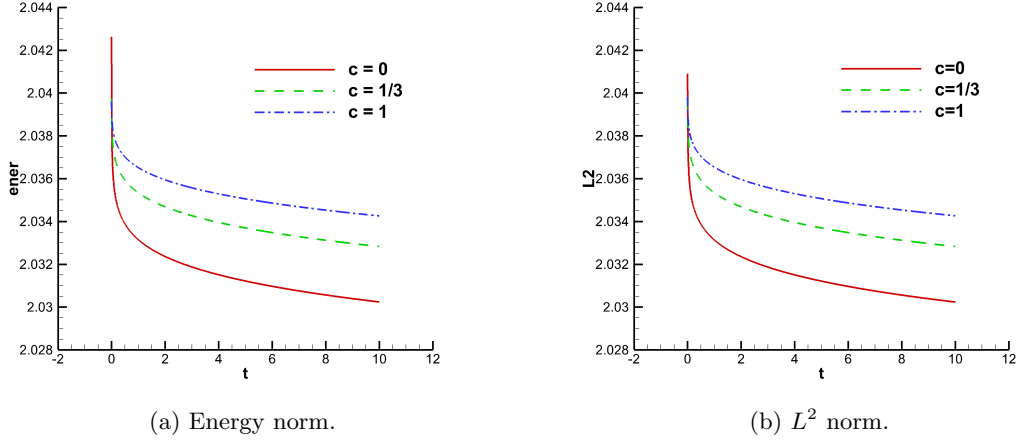 2.044
2.042
2.04
2.038
2.036
2.034
2.032
2.03
2.028
ener
-2 0 2 4 6 8 10 12
t
c = 0
c = 1/3
c = 1
(a) Energy norm.
2.044
2.042
2.04
2.038
2.036
2.034
2.032
2.03
2.028
L2
-2 0 2 4 6 8 10 12
t
c=0
c=1/3
c=1
(b) L² norm.